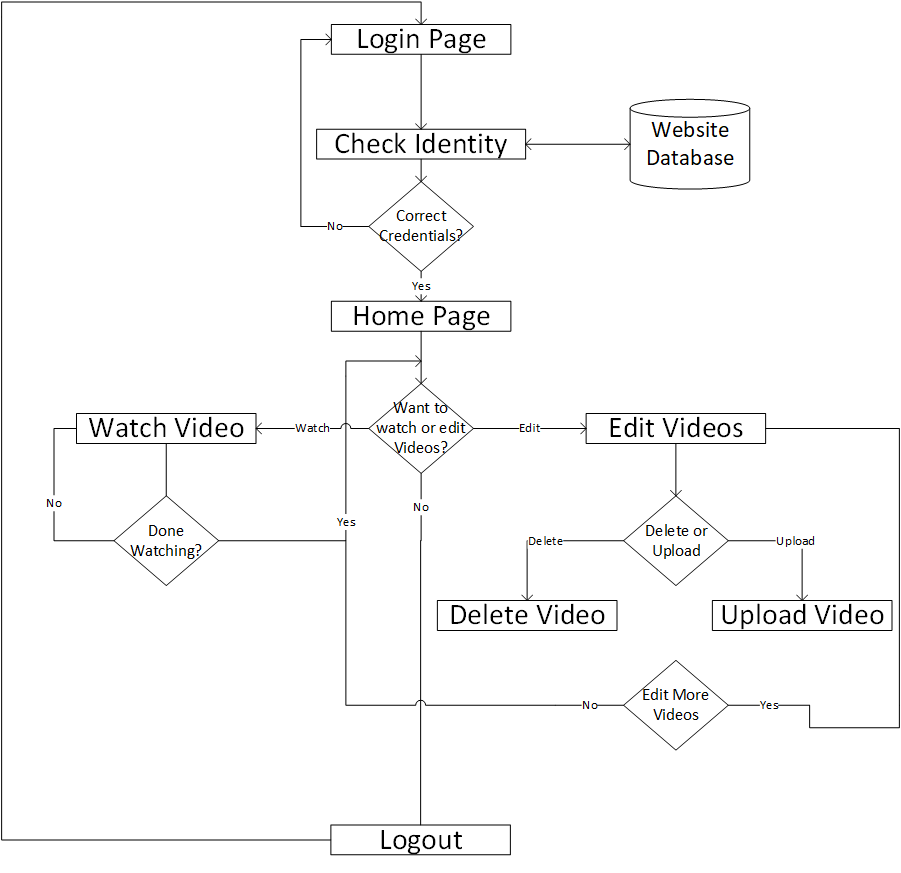 Login Page
Check Identity
Website
Database
Correct
Credentials?
No
Yes
Home Page
Want to
watch or edit
Videos?
Watch
Edit
Watch Video
Edit Videos
No
No
Yes
Done
Watching?
Delete or
Upload
Delete
Upload
Delete Video
Upload Video
Edit More
Videos
No
Yes
Logout